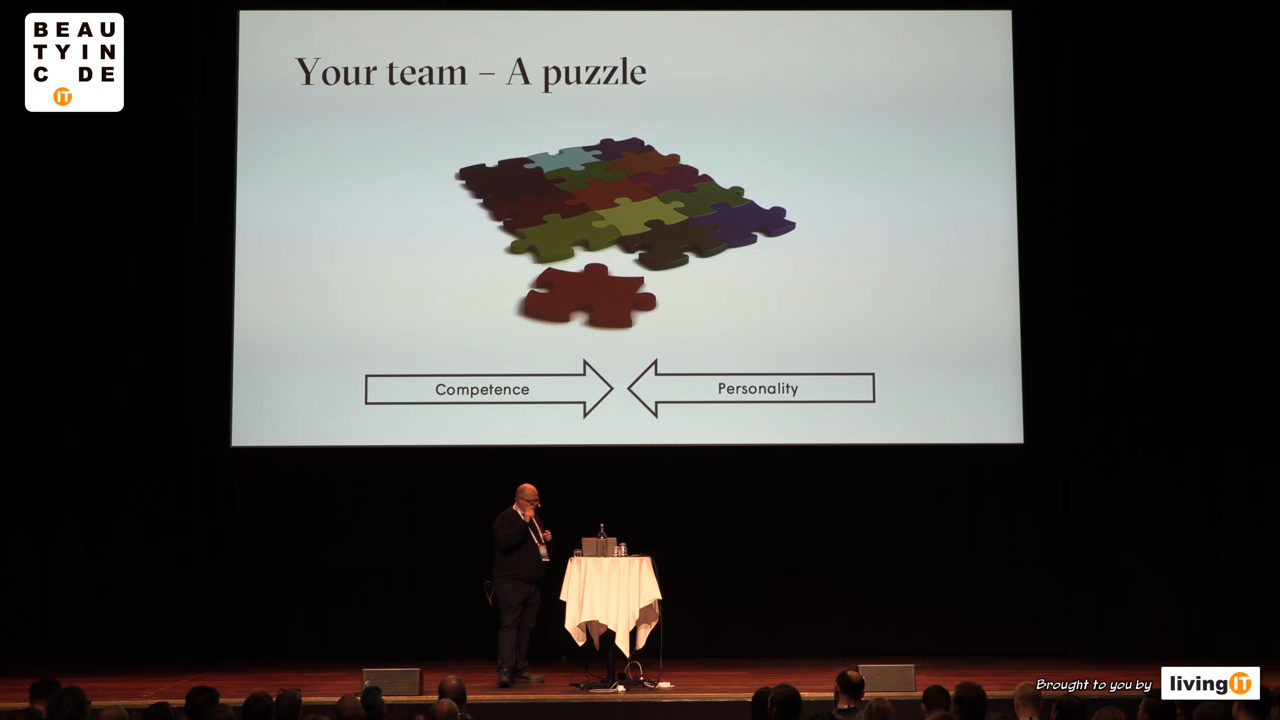 BEAU
TYIN
C DE
IT
Your team – A puzzle
Competence
Personality
Brought to you by
livingIT